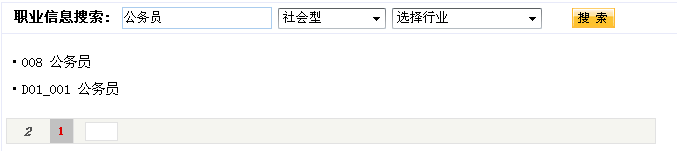 职业信息搜索： 公务员 社会型 选择行业 搜 索
·008 公务员
·D01_001 公务员
2 1